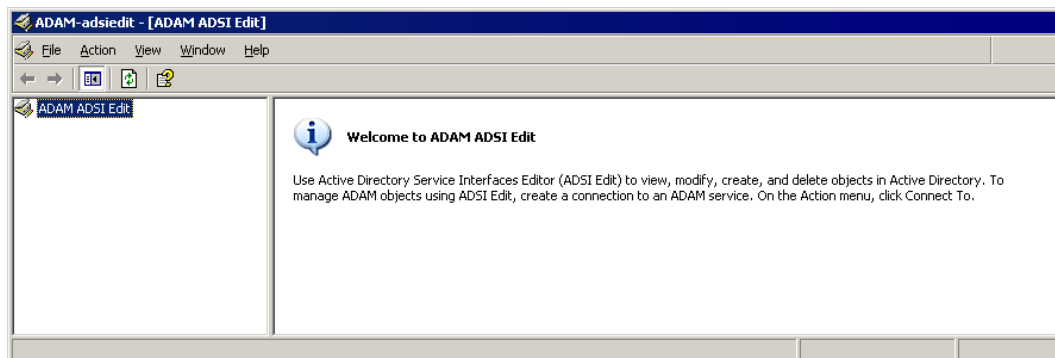 ADAM-adsiedit - [ADAM ADSI Edit]
File Action View Window Help
ADAM ADSI Edit
Welcome to ADAM ADSI Edit
Use Active Directory Service Interfaces Editor (ADSI Edit) to view, modify, create, and delete objects in Active Directory. To
manage ADAM objects using ADSI Edit, create a connection to an ADAM service. On the Action menu, click Connect To.